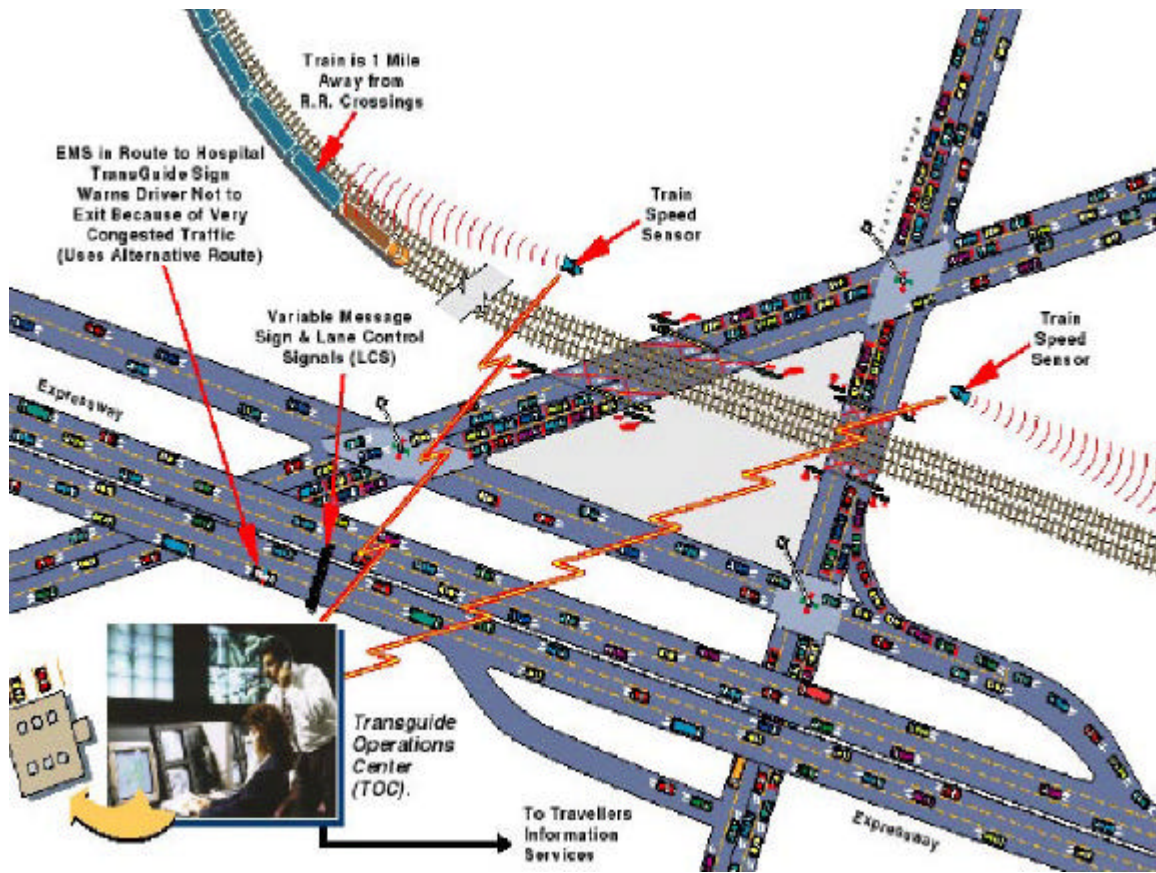 Train is 1 Mile
Away from
R.R. Crossings
EMS in Route to Hospital
TransGuide Sign
Warns Driver Not to
Exit Because of Very
Congested Traffic
(Uses Alternative Route)
Train
Speed
Sensor
Variable Message
Sign & Lane Control
Signals (LCS)
Train
Speed
Sensor
Expressway
Transguide
Operations
Center
(TOC).
To Travellers
Information
Services
Expressway